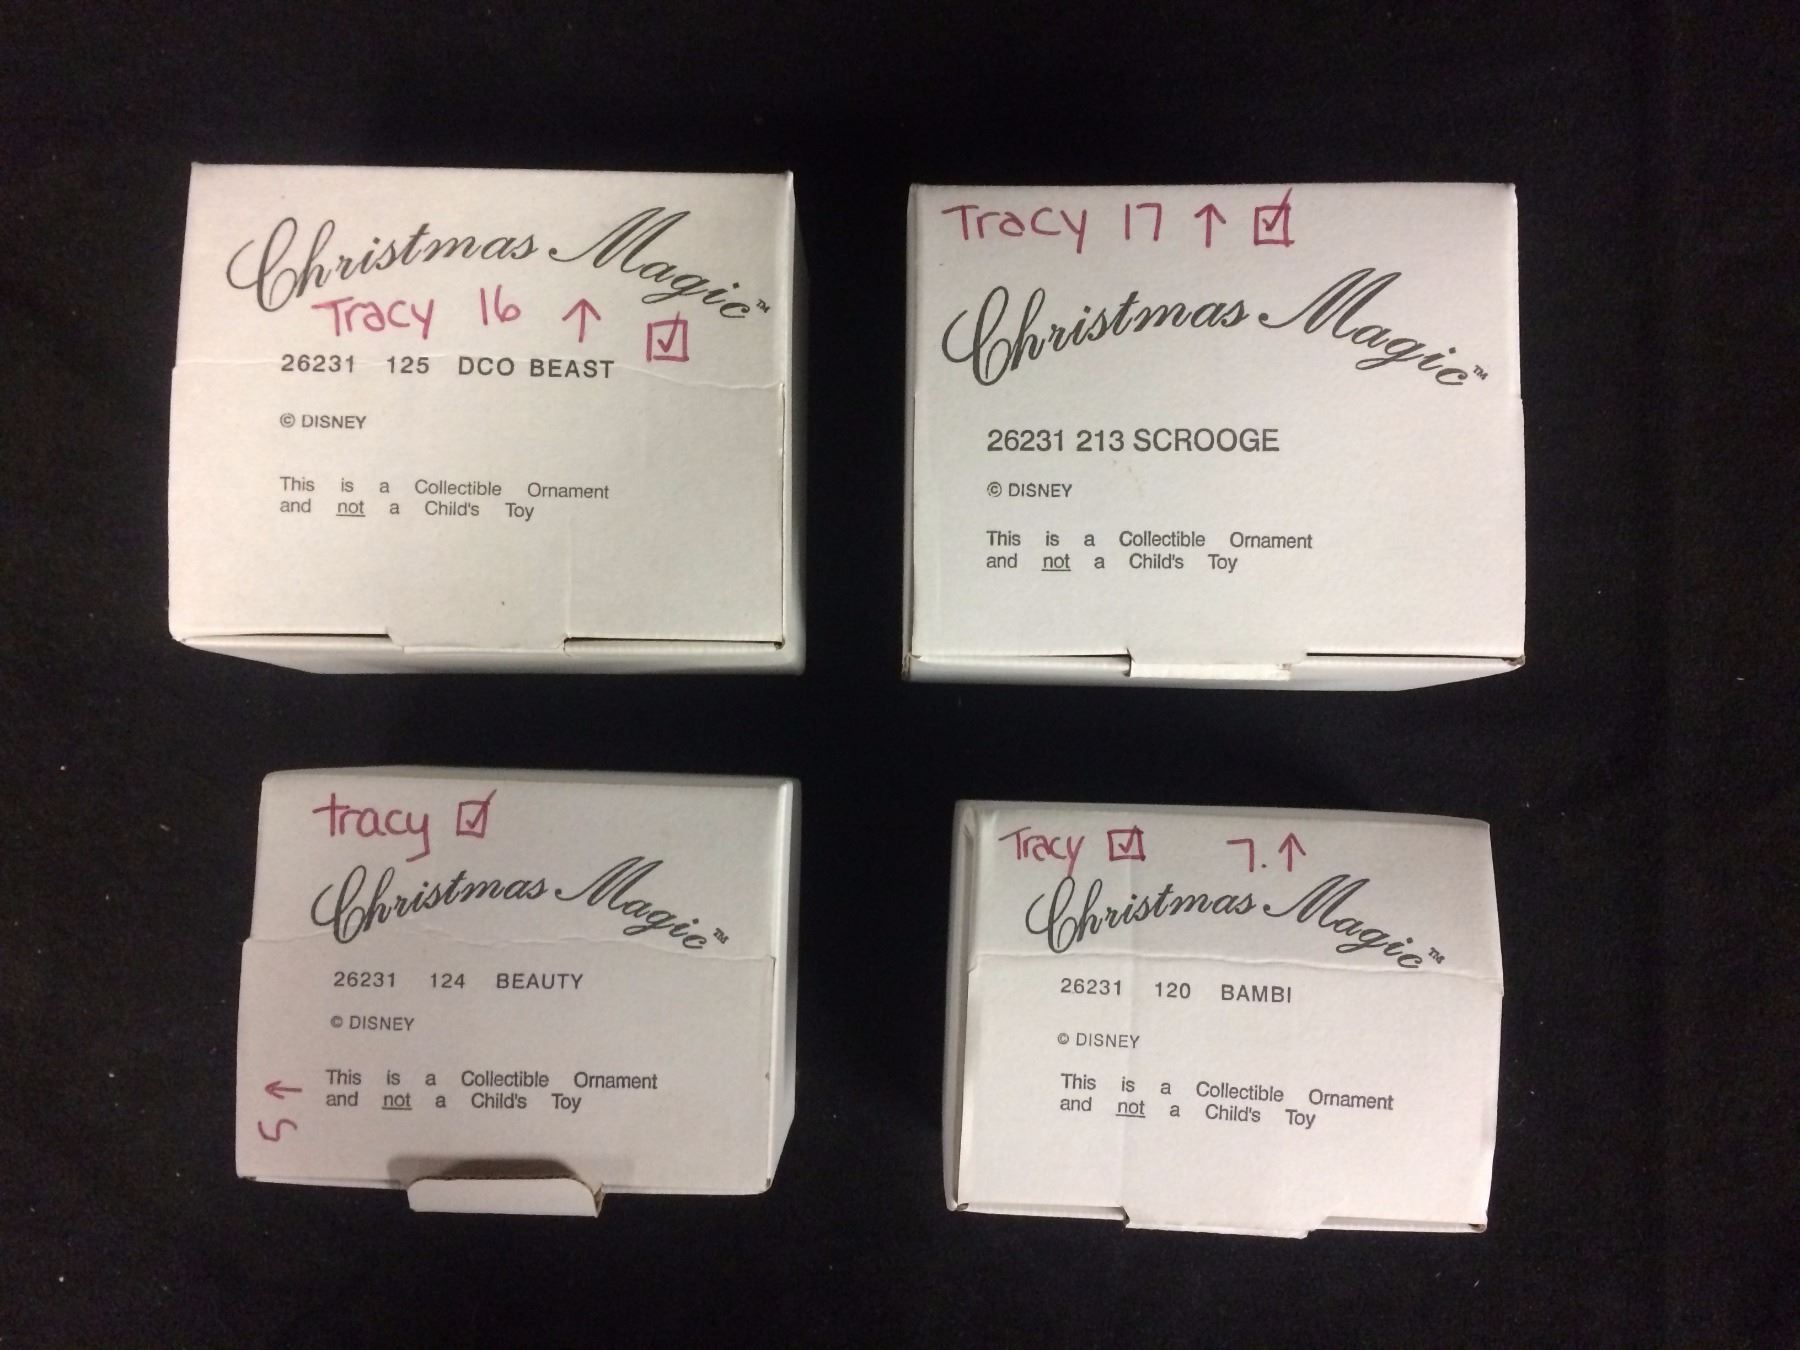 Christmas Magic™
Tracy 16 ↑ ☑
26231 125 DCO BEAST
© DISNEY
This is a Collectible Ornament
and not a Child's Toy
Tracy 17 ↑ ☑
Christmas Magic™
26231 213 SCROOGE
© DISNEY
This is a Collectible Ornament
and not a Child's Toy
tracy ☑
Christmas Magic™
26231 124 BEAUTY
© DISNEY
This is a Collectible Ornament
and not a Child's Toy
5 ↑
Tracy ☑ 7. ↑
Christmas Magic™
26231 120 BAMBI
© DISNEY
This is a Collectible Ornament
and not a Child's Toy